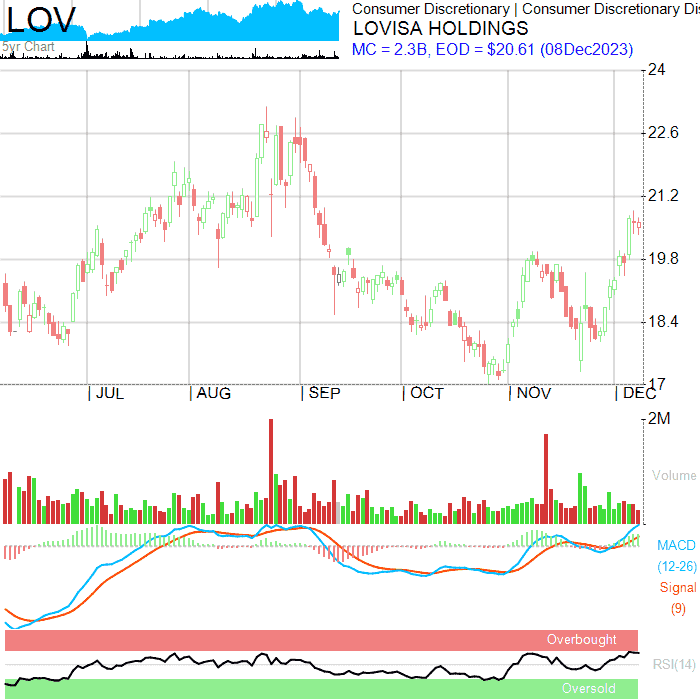 LOV
5yr Chart
Consumer Discretionary | Consumer Discretionary Dis
LOVISA HOLDINGS
MC = 2.3B, EOD = $20.61 (08Dec2023)
24
22.6
21.2
19.8
18.4
17
| JUL | AUG | SEP | OCT | NOV | DEC
2M
Volume
MACD
(12-26)
Signal
(9)
Overbought
RSI(14)
Oversold